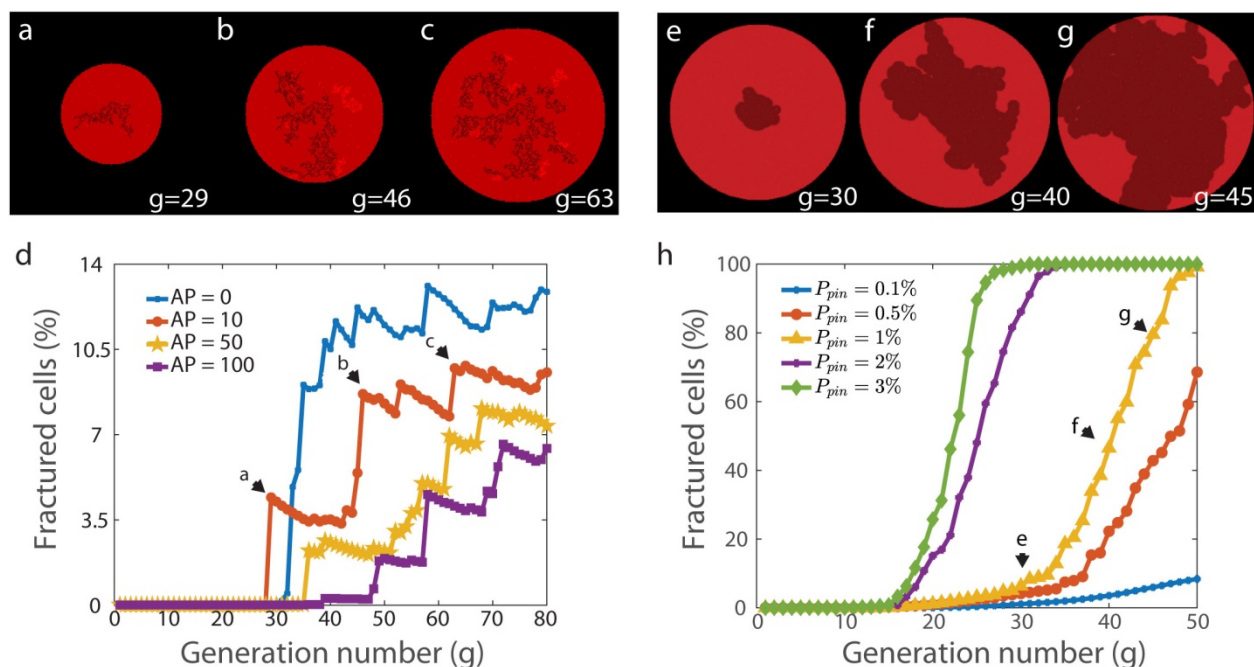 a
b
c
g=29
g=46
g=63
e
f
g
g=30
g=40
g=45
d
14
10.5
7
3.5
0
Fractured cells (%)
AP = 0
AP = 10
AP = 50
AP = 100
a
b
c
0 10 20 30 40 50 60 70 80
Generation number (g)
h
100
80
60
40
20
0
Fractured cells (%)
P_pin = 0.1%
P_pin = 0.5%
P_pin = 1%
P_pin = 2%
P_pin = 3%
e
f
g
0 10 20 30 40 50
Generation number (g)